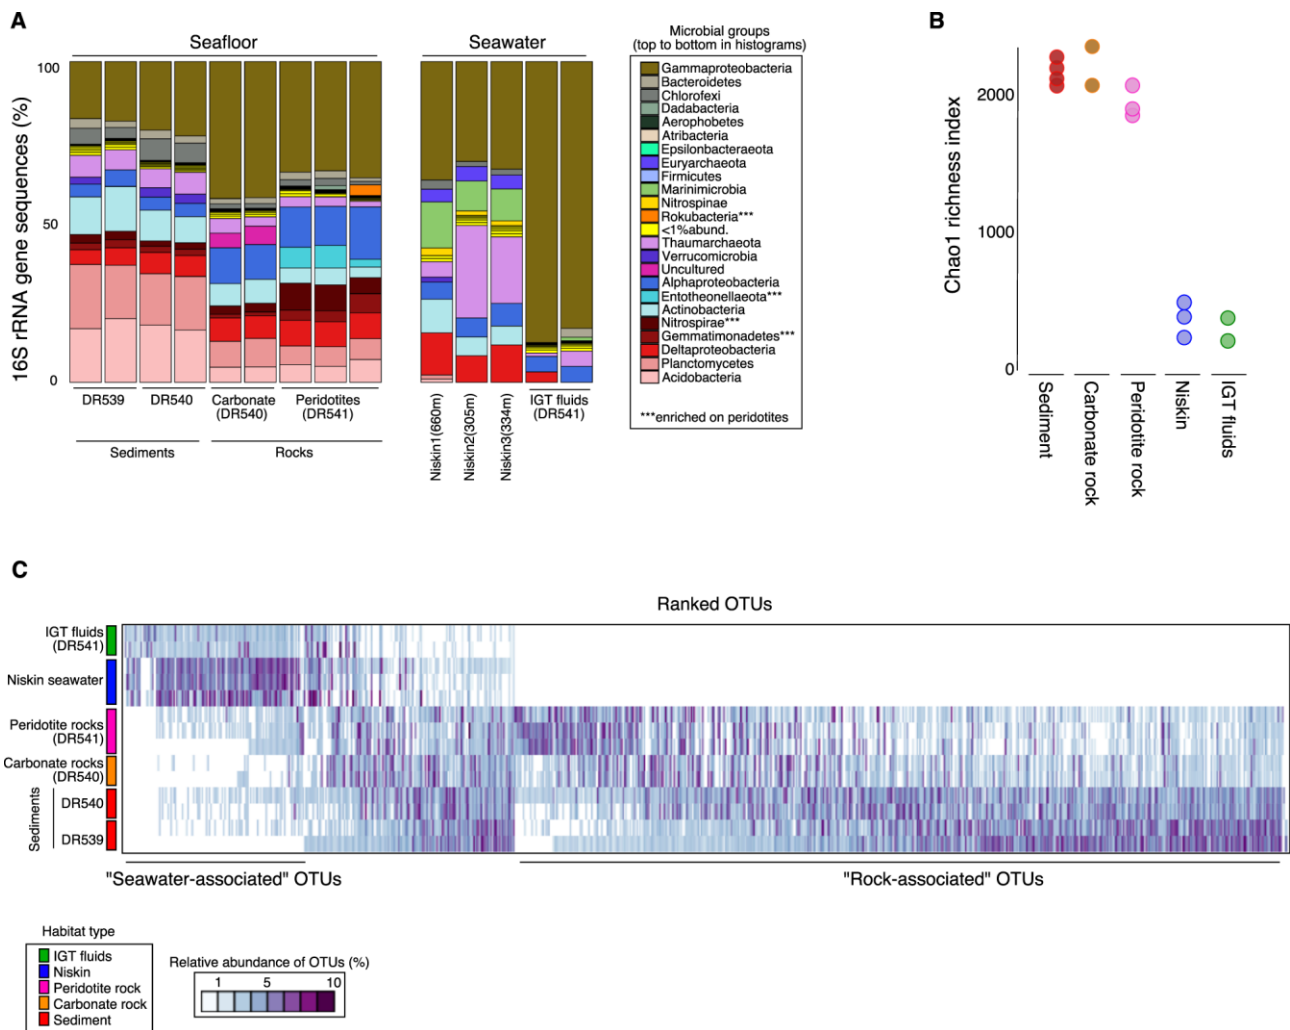 A
Seafloor
Seawater
16S rRNA gene sequences (%)
100
50
0
DR539
DR540
Carbonate
(DR540)
Peridotites
(DR541)
Sediments
Rocks
Niskin1(660m)
Niskin2(305m)
Niskin3(334m)
IGT fluids
(DR541)
Microbial groups
(top to bottom in histograms)
Gammaproteobacteria
Bacteroidetes
Chlorofexi
Dadabacteria
Aerophobetes
Atribacteria
Epsilonbacteraeota
Euryarchaeota
Firmicutes
Marinimicrobia
Nitrospinae
Rokubacteria***
<1%abund.
Thaumarchaeota
Verrucomicrobia
Uncultured
Alphaproteobacteria
Entotheonellaeota***
Actinobacteria
Nitrospirae***
Gemmatimonadetes***
Deltaproteobacteria
Planctomycetes
Acidobacteria
***enriched on peridotites
B
Chao1 richness index
2000
1000
0
Sediment
Carbonate rock
Peridotite rock
Niskin
IGT fluids
C
Ranked OTUs
IGT fluids
(DR541)
Niskin seawater
Peridotite rocks
(DR541)
Carbonate rocks
(DR540)
Sediments
DR540
DR539
"Seawater-associated" OTUs
"Rock-associated" OTUs
Habitat type
IGT fluids
Niskin
Peridotite rock
Carbonate rock
Sediment
Relative abundance of OTUs (%)
1 5 10